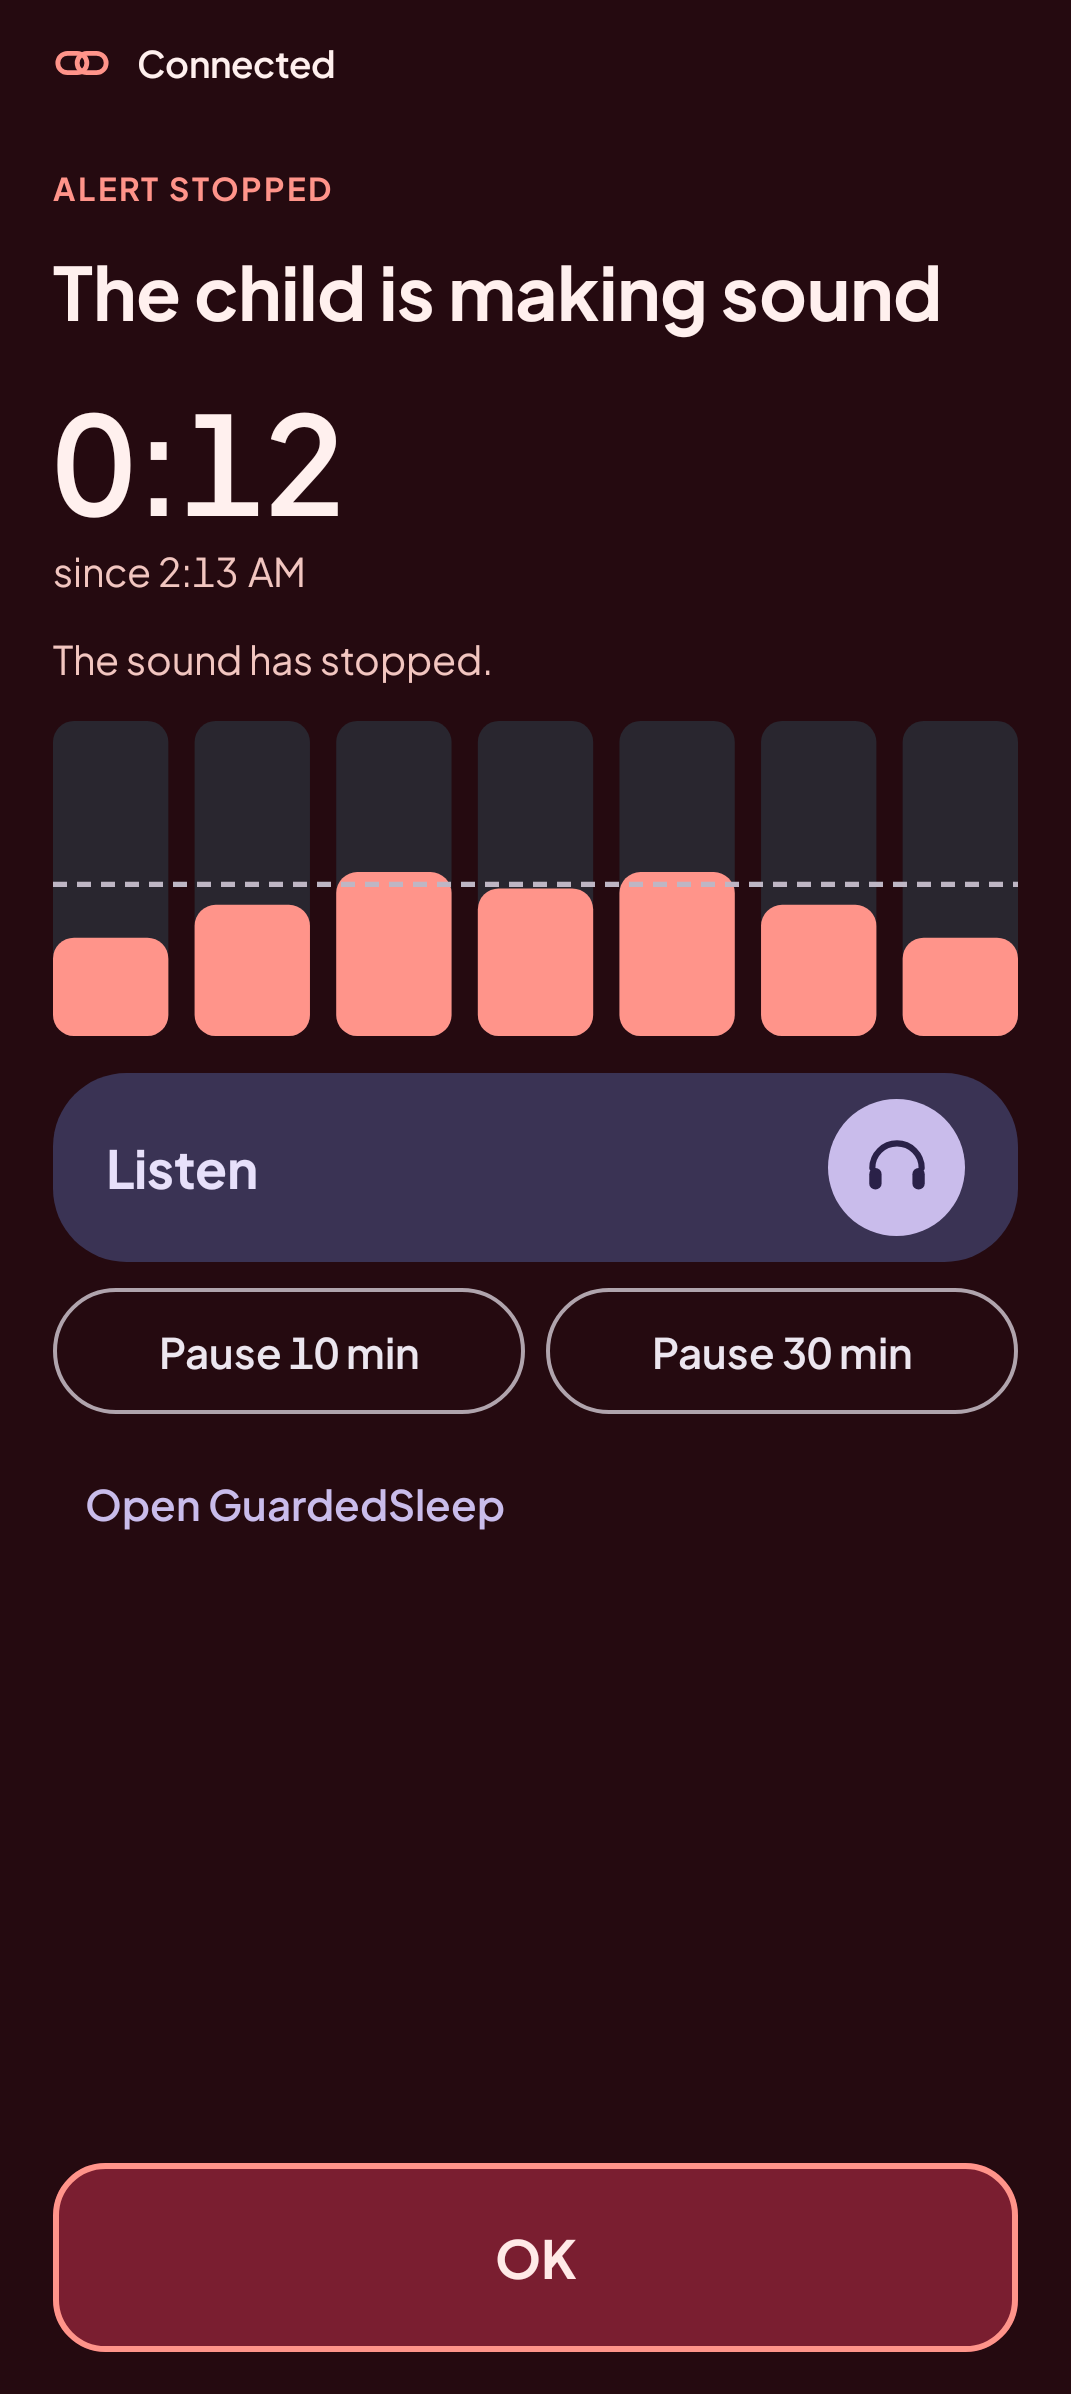 Connected
ALERT STOPPED
The child is making sound
0:12
since 2:13 AM
The sound has stopped.
Listen
Pause 10 min
Pause 30 min
Open GuardedSleep
OK